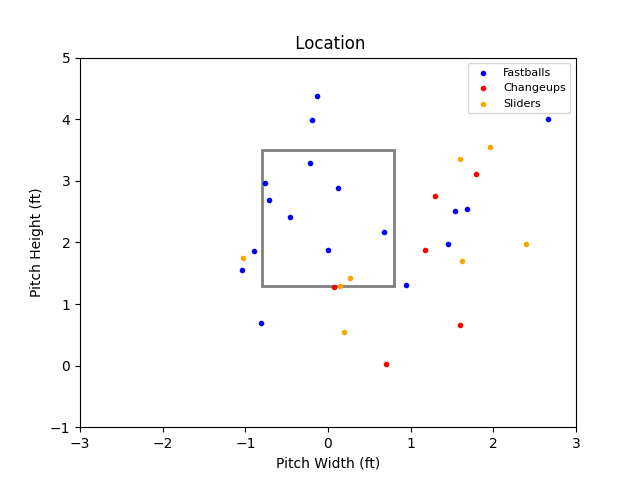 Location
Fastballs
Changeups
Sliders
5
4
3
2
1
0
−1
Pitch Height (ft)
−3 −2 −1 0 1 2 3
Pitch Width (ft)